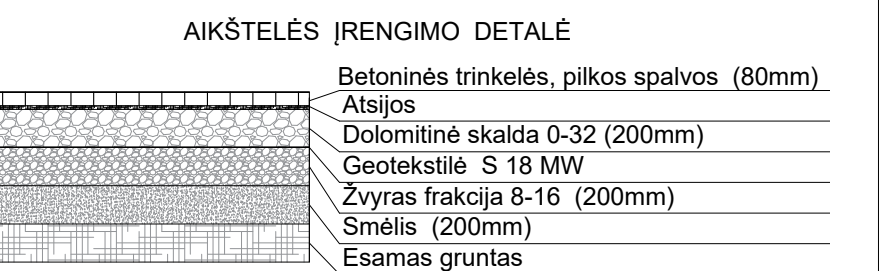 AIKŠTELĖS ĮRENGIMO DETALĖ
Betoninės trinkelės, pilkos spalvos (80mm)
Atsijos
Dolomitinė skalda 0-32 (200mm)
Geotekstilė S 18 MW
Žvyras frakcija 8-16 (200mm)
Smėlis (200mm)
Esamas gruntas